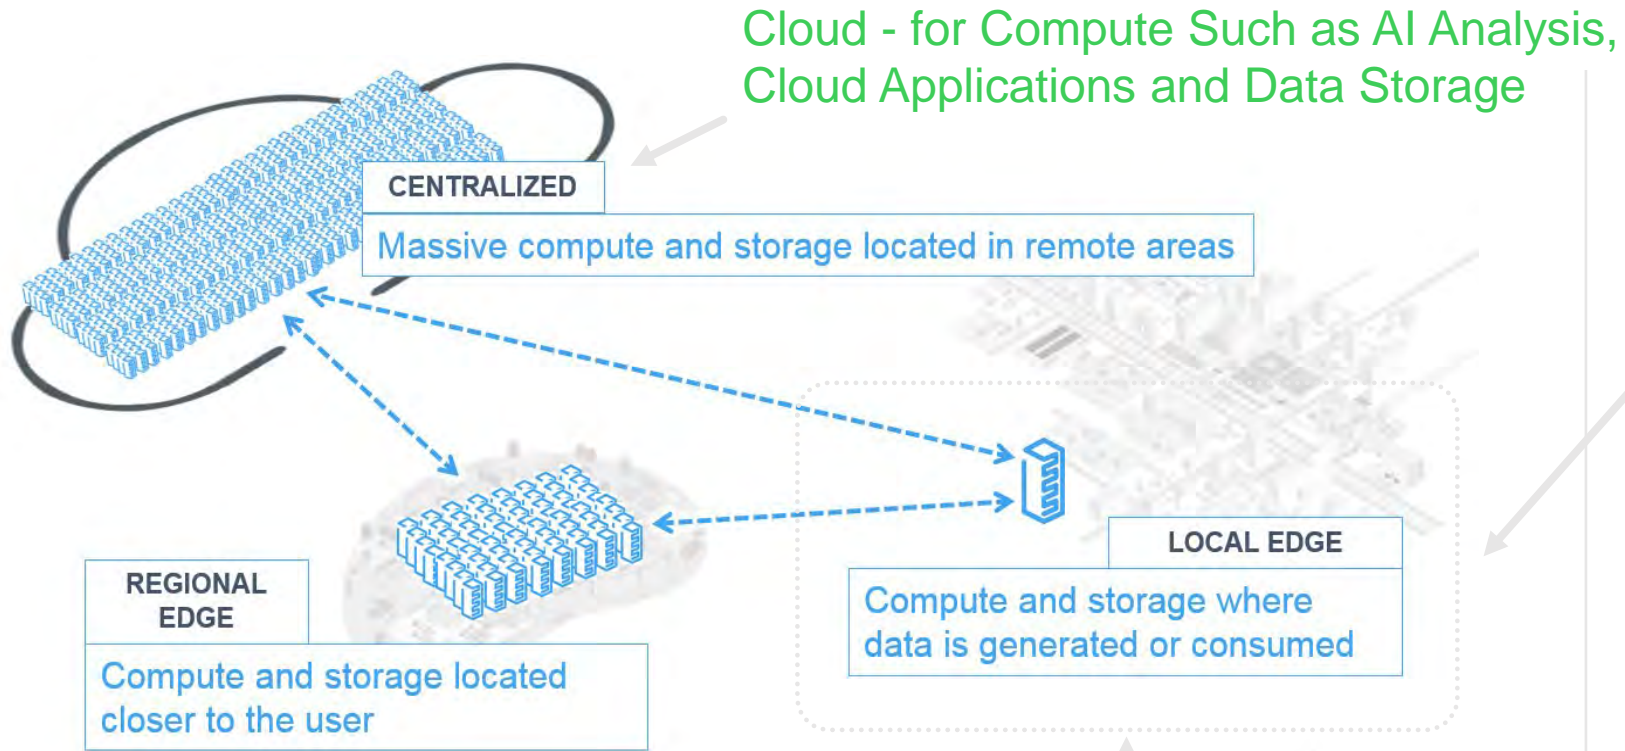 Cloud - for Compute Such as AI Analysis,
Cloud Applications and Data Storage
CENTRALIZED
Massive compute and storage located in remote areas
LOCAL EDGE
Compute and storage where
data is generated or consumed
REGIONAL
EDGE
Compute and storage located
closer to the user